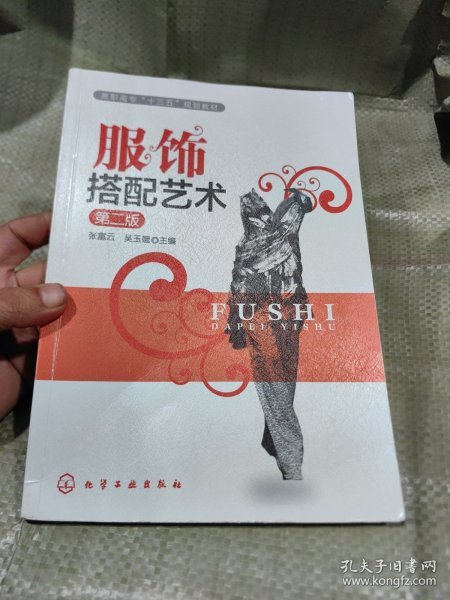 高职高专“十三五”规划教材
服饰
搭配艺术
第二版
张富云 吴玉娥 主编
FUSHI
DAPEI YISHU
化学工业出版社
孔夫子旧书网
www.kongfz.com